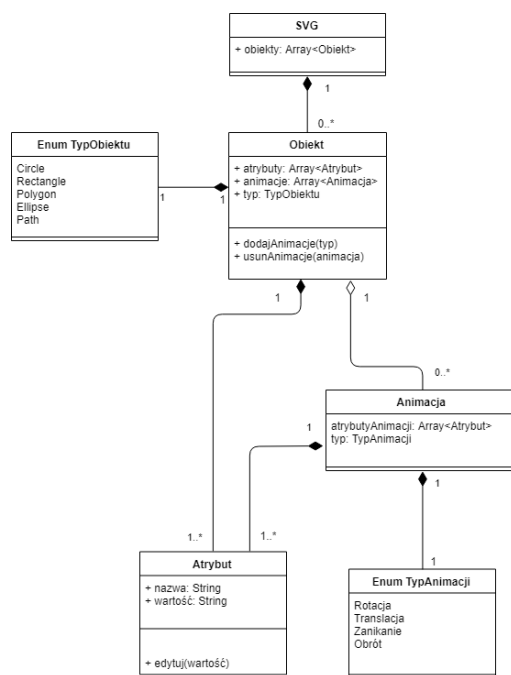 SVG
+ obiekty: Array<Obiekt>
1
0..*
Enum TypObiektu
Circle
Rectangle
Polygon
Ellipse
Path
1
1
Obiekt
+ atrybuty: Array<Atrybut>
+ animacje: Array<Animacja>
+ typ: TypObiektu
+ dodajAnimacje(typ)
+ usunAnimacje(animacja)
1
1
0..*
Animacja
atrybutyAnimacji: Array<Atrybut>
typ: TypAnimacji
1
1
1..*
1..*
1
Atrybut
+ nazwa: String
+ wartość: String
+ edytuj(wartość)
Enum TypAnimacji
Rotacja
Translacja
Zanikanie
Obrót